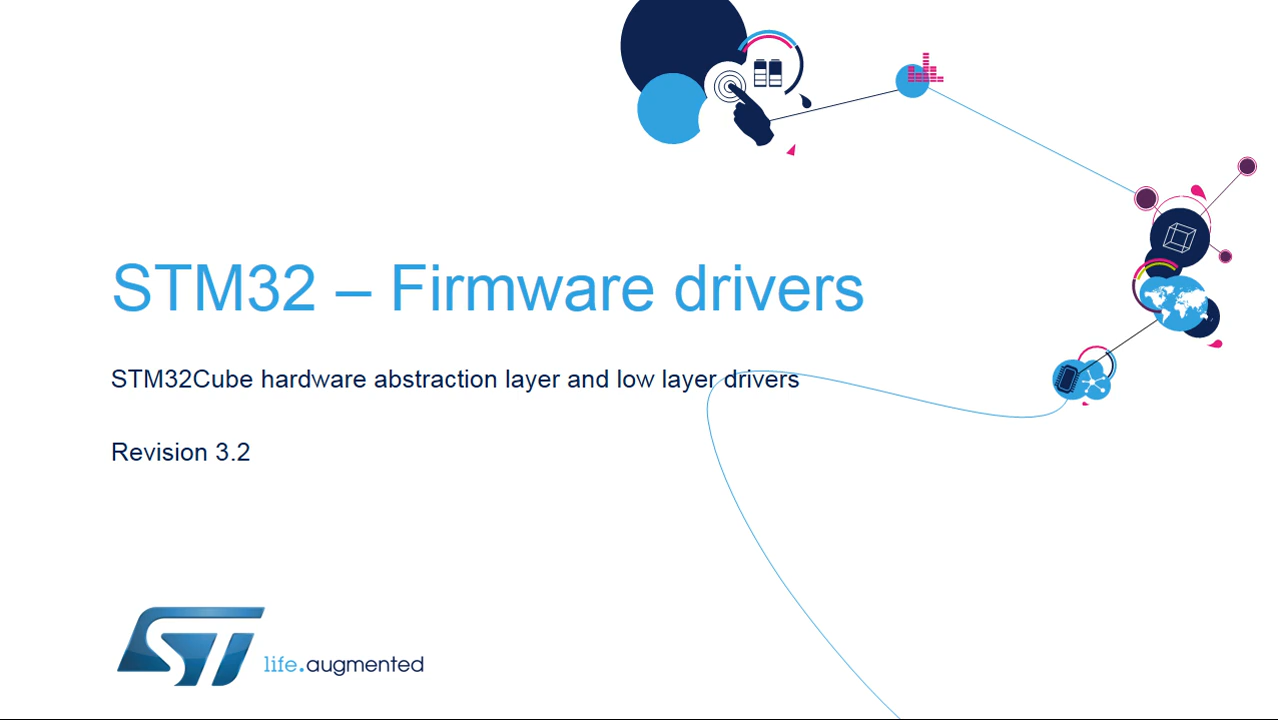 STM32 – Firmware drivers
STM32Cube hardware abstraction layer and low layer drivers
Revision 3.2
ST life.augmented